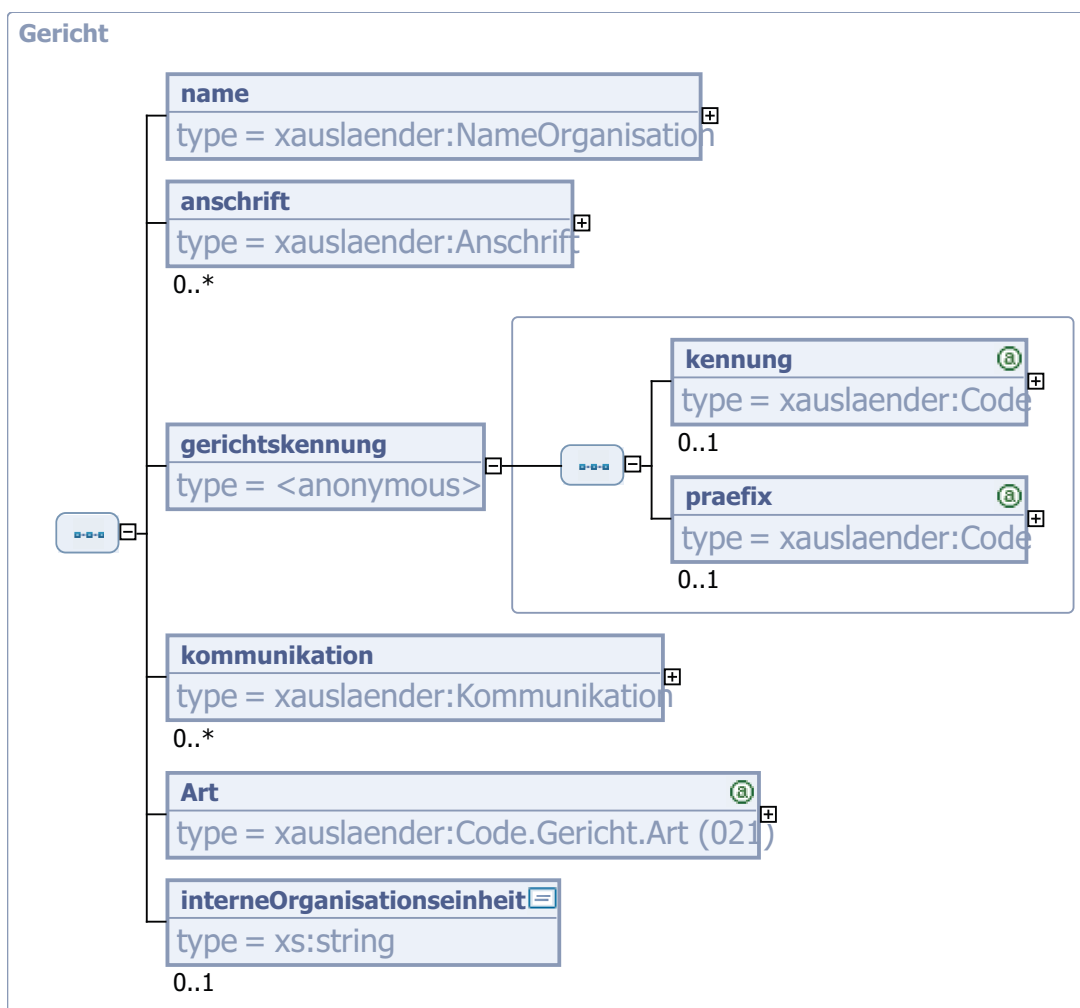 Gericht
name
type = xauslaender:NameOrganisation
anschrift
type = xauslaender:Anschrift
0..*
gerichtskennung
type = <anonymous>
kennung
type = xauslaender:Code
0..1
praefix
type = xauslaender:Code
0..1
kommunikation
type = xauslaender:Kommunikation
0..*
Art
type = xauslaender:Code.Gericht.Art (021)
interneOrganisationseinheit
type = xs:string
0..1